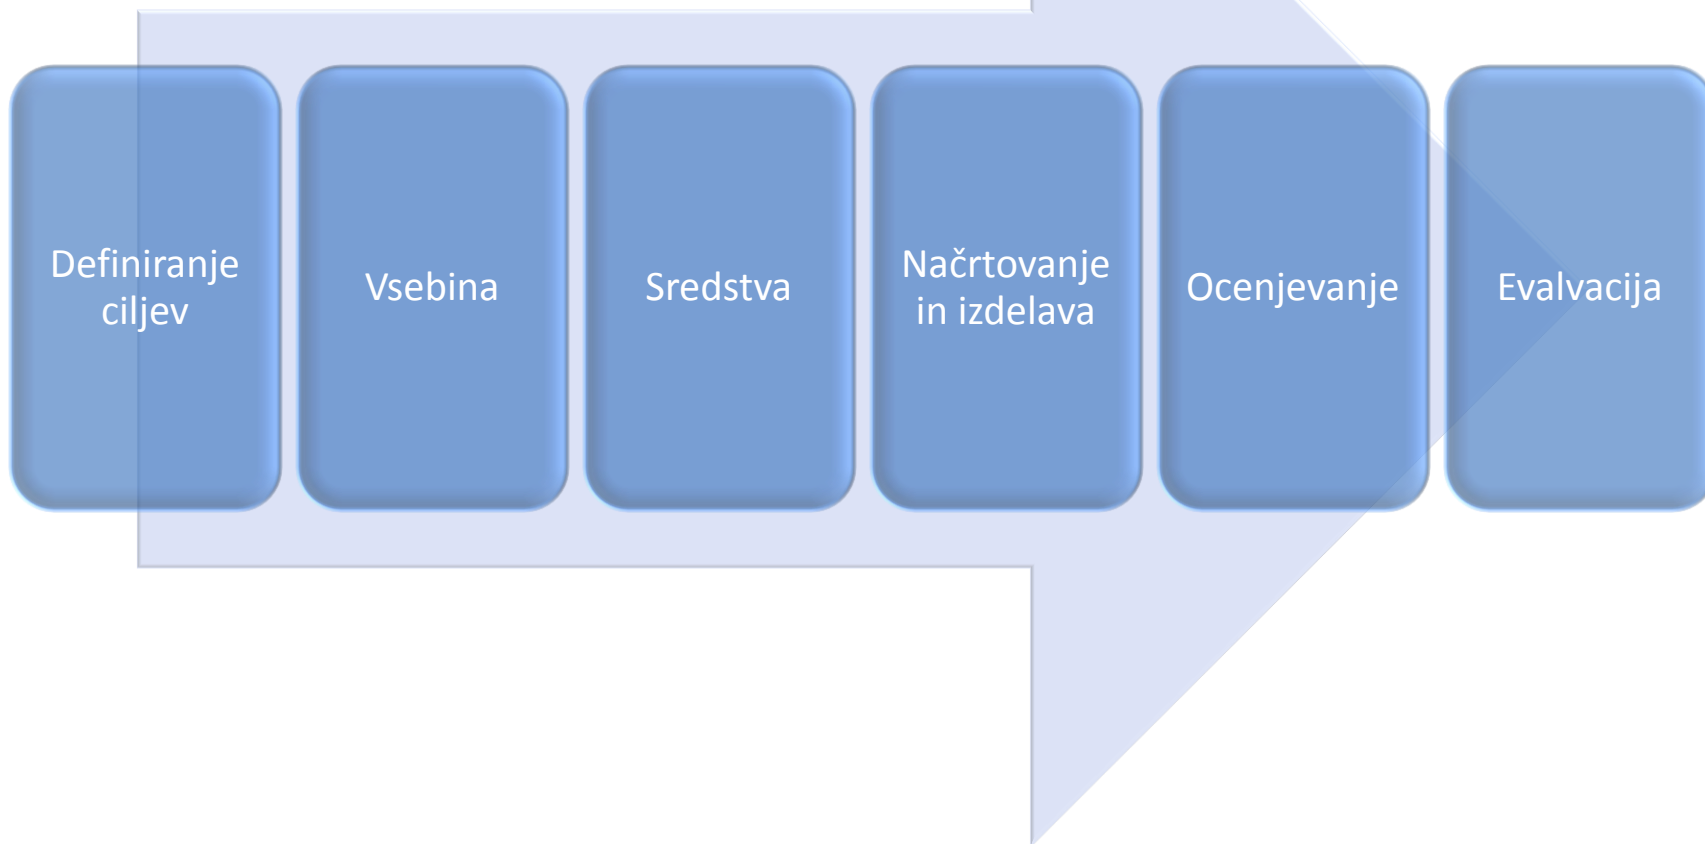 Definiranje
ciljev
Vsebina
Sredstva
Načrtovanje
in izdelava
Ocenjevanje
Evalvacija